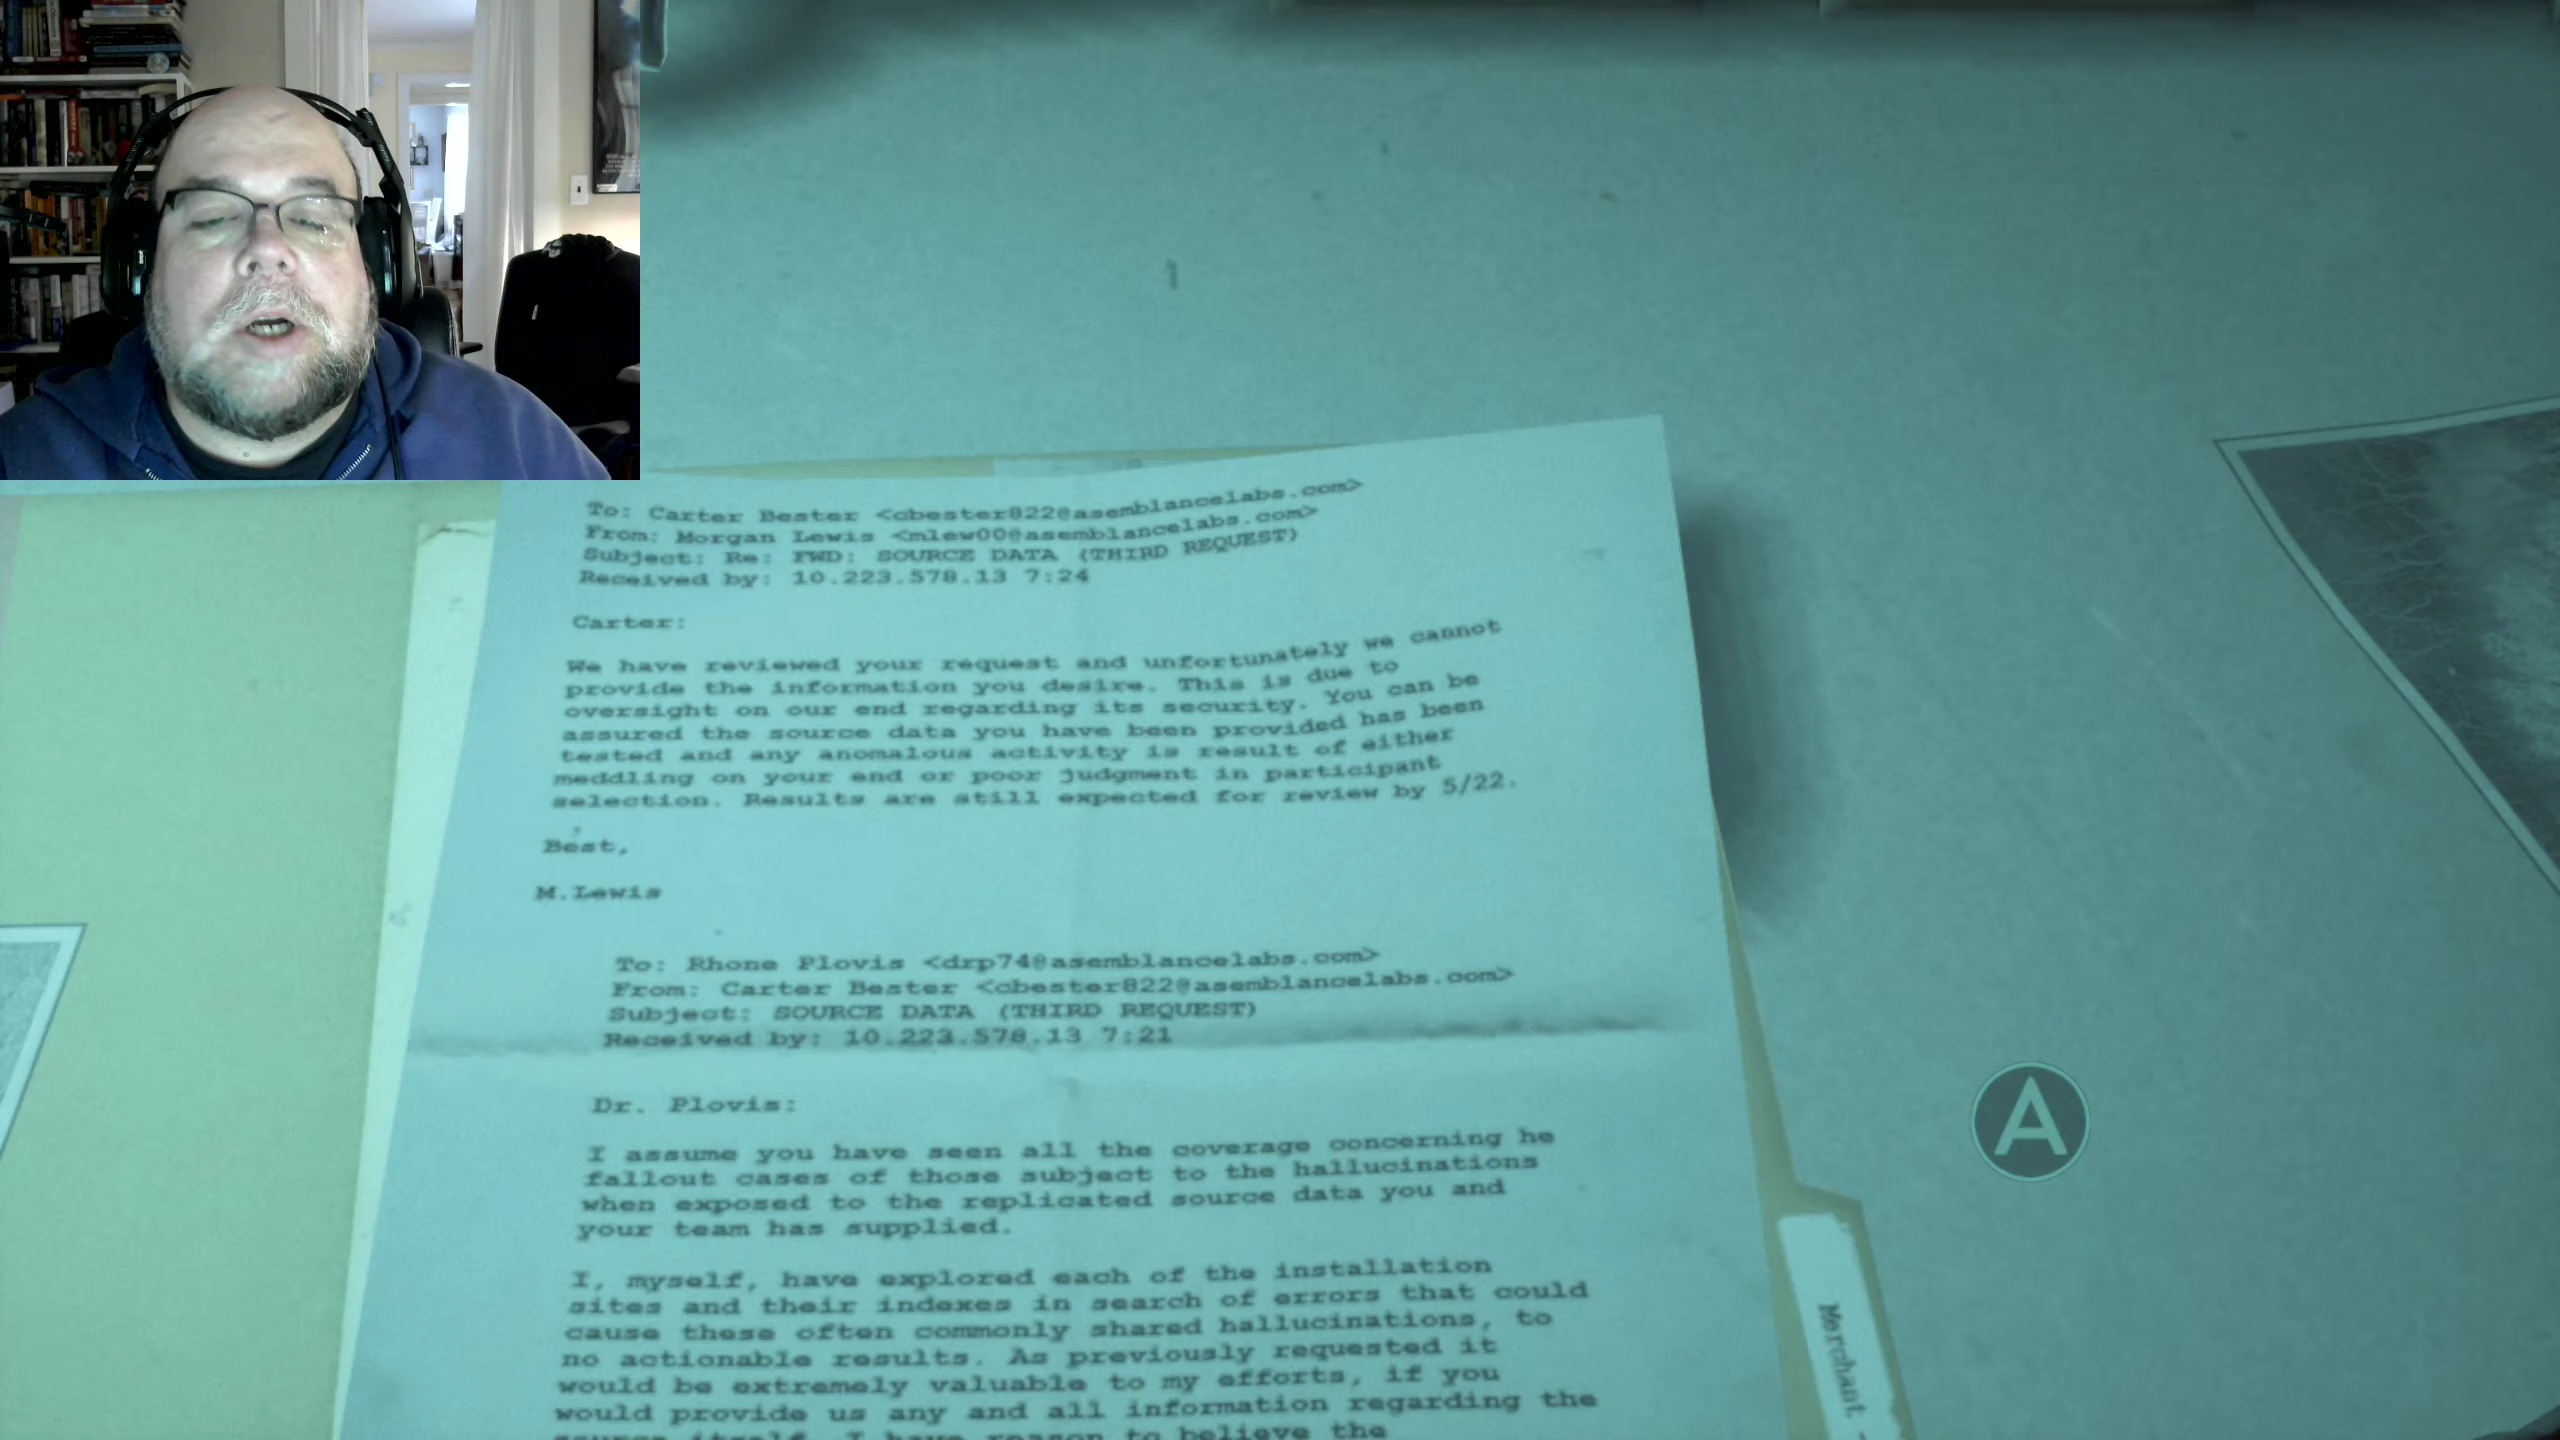 To: Carter Bester <cbester822@asemblancelabs.com>
From: Morgan Lewis <mlew00@asemblancelabs.com>
Subject: Re: FWD: SOURCE DATA (THIRD REQUEST)
Received by: 10.223.578.13 7:24
Carter:
We have reviewed your request and unfortunately we cannot
provide the information you desire. This is due to
oversight on our end regarding its security. You can be
assured the source data you have been provided has been
tested and any anomalous activity is result of either
meddling on your end or poor judgment in participant
selection. Results are still expected for review by 5/22.
Best,
M.Lewis
To: Rhone Plovis <drp74@asemblancelabs.com>
From: Carter Bester <cbester822@asemblancelabs.com>
Subject: SOURCE DATA (THIRD REQUEST)
Received by: 10.223.578.13 7:21
Dr. Plovis:
I assume you have seen all the coverage concerning he
fallout cases of those subject to the hallucinations
when exposed to the replicated source data you and
your team has supplied.
I, myself, have explored each of the installation
sites and their indexes in search of errors that could
cause these often commonly shared hallucinations, to
no actionable results. As previously requested it
would be extremely valuable to my efforts, if you
would provide us any and all information regarding the
source itself. I have reason to believe the
A
Merchant -